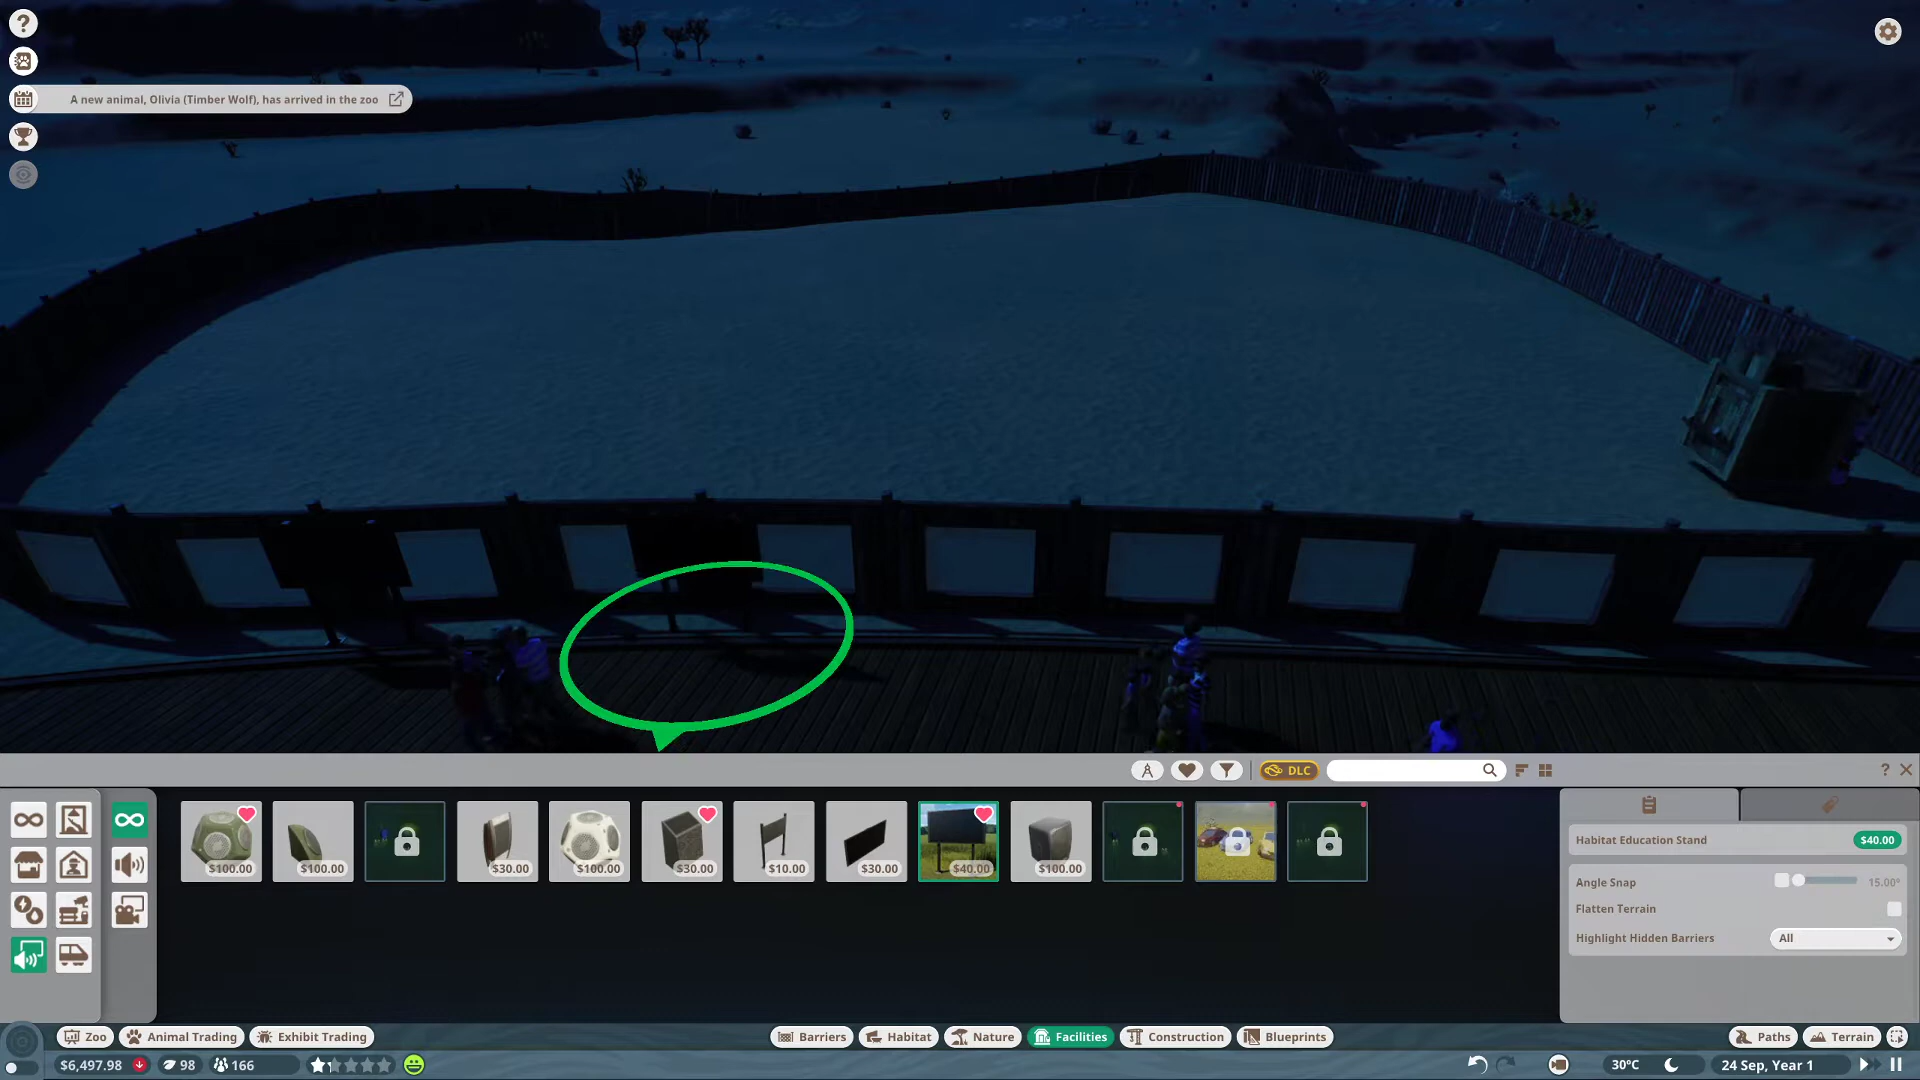 A new animal, Olivia (Timber Wolf), has arrived in the zoo
DLC
$100.00
$100.00
$30.00
$100.00
$30.00
$10.00
$30.00
$40.00
$100.00
Habitat Education Stand
$40.00
Angle Snap
15.00°
Flatten Terrain
Highlight Hidden Barriers
All
Zoo
Animal Trading
Exhibit Trading
Barriers
Habitat
Nature
Facilities
Construction
Blueprints
Paths
Terrain
$6,497.98
98
166
30°C
24 Sep, Year 1